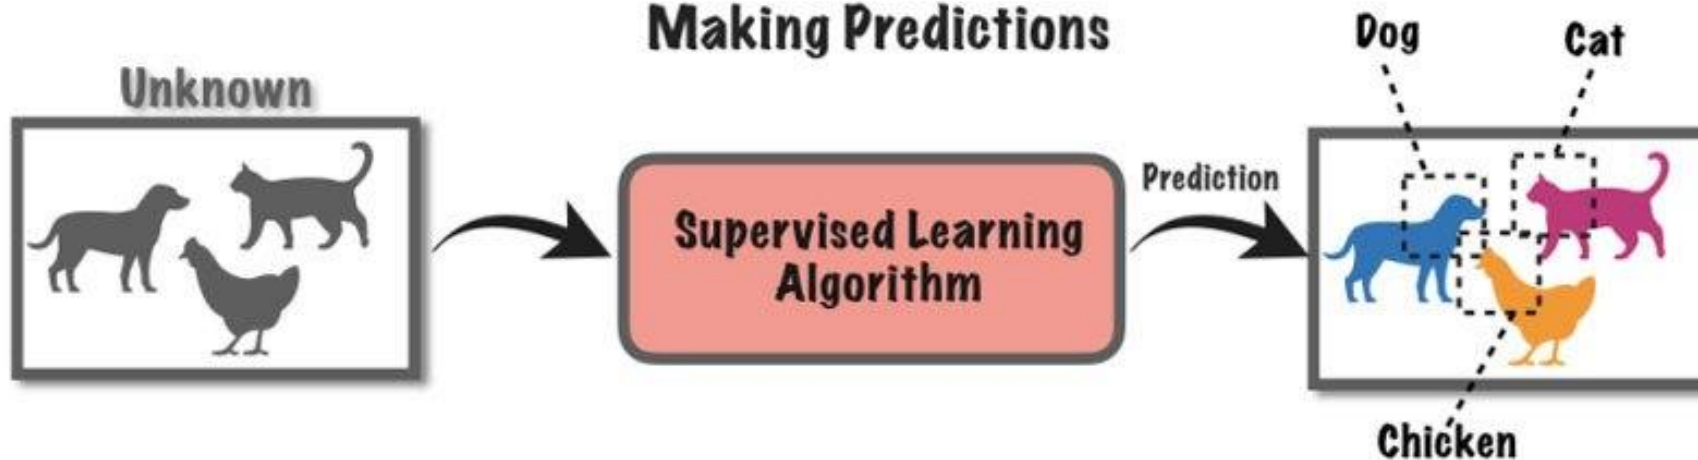 Making Predictions
Unknown
Supervised Learning
Algorithm
Prediction
Dog
Cat
Chicken